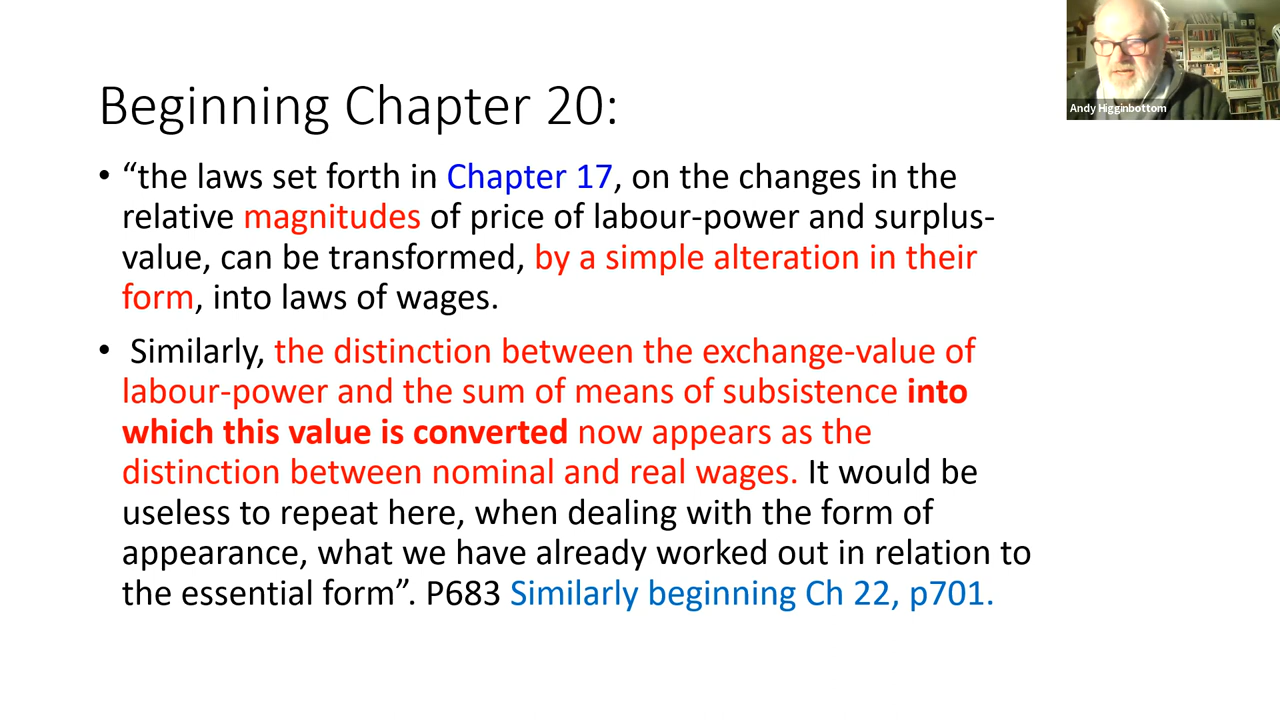 Andy Higginbottom
Beginning Chapter 20:
• “the laws set forth in Chapter 17, on the changes in the
relative magnitudes of price of labour-power and surplus-
value, can be transformed, by a simple alteration in their
form, into laws of wages.
• Similarly, the distinction between the exchange-value of
labour-power and the sum of means of subsistence into
which this value is converted now appears as the
distinction between nominal and real wages. It would be
useless to repeat here, when dealing with the form of
appearance, what we have already worked out in relation to
the essential form”. P683 Similarly beginning Ch 22, p701.